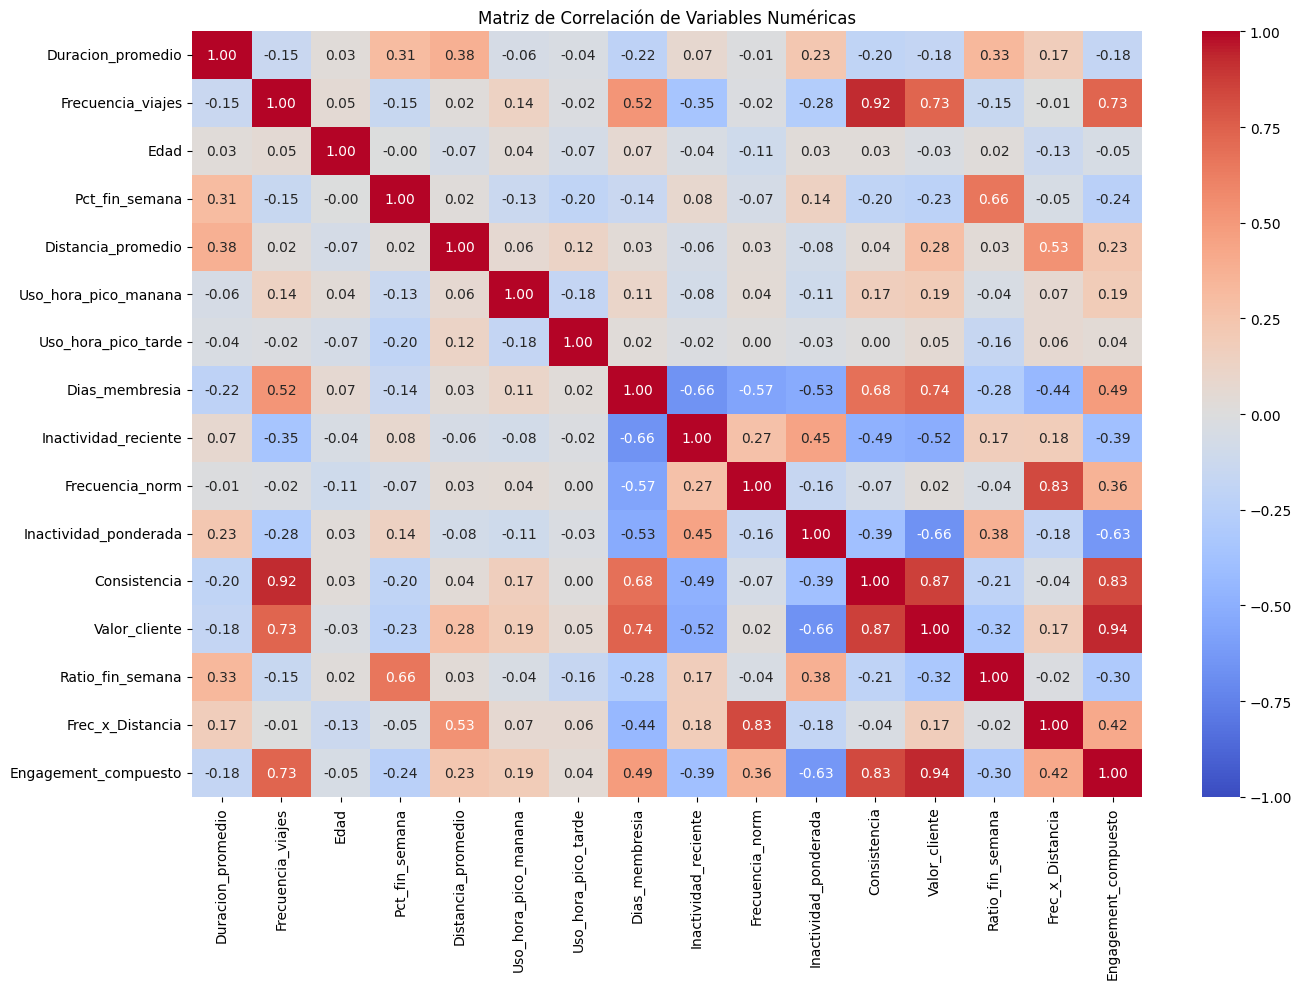 Matriz de Correlación de Variables Numéricas
Duracion_promedio 1.00 -0.15 0.03 0.31 0.38 -0.06 -0.04 -0.22 0.07 -0.01 0.23 -0.20 -0.18 0.33 0.17 -0.18
Frecuencia_viajes -0.15 1.00 0.05 -0.15 0.02 0.14 -0.02 0.52 -0.35 -0.02 -0.28 0.92 0.73 -0.15 -0.01 0.73
Edad 0.03 0.05 1.00 -0.00 -0.07 0.04 -0.07 0.07 -0.04 -0.11 0.03 0.03 -0.03 0.02 -0.13 -0.05
Pct_fin_semana 0.31 -0.15 -0.00 1.00 0.02 -0.13 -0.20 -0.14 0.08 -0.07 0.14 -0.20 -0.23 0.66 -0.05 -0.24
Distancia_promedio 0.38 0.02 -0.07 0.02 1.00 0.06 0.12 0.03 -0.06 0.03 -0.08 0.04 0.28 0.03 0.53 0.23
Uso_hora_pico_manana -0.06 0.14 0.04 -0.13 0.06 1.00 -0.18 0.11 -0.08 0.04 -0.11 0.17 0.19 -0.04 0.07 0.19
Uso_hora_pico_tarde -0.04 -0.02 -0.07 -0.20 0.12 -0.18 1.00 0.02 -0.02 0.00 -0.03 0.00 0.05 -0.16 0.06 0.04
Dias_membresia -0.22 0.52 0.07 -0.14 0.03 0.11 0.02 1.00 -0.66 -0.57 -0.53 0.68 0.74 -0.28 -0.44 0.49
Inactividad_reciente 0.07 -0.35 -0.04 0.08 -0.06 -0.08 -0.02 -0.66 1.00 0.27 0.45 -0.49 -0.52 0.17 0.18 -0.39
Frecuencia_norm -0.01 -0.02 -0.11 -0.07 0.03 0.04 0.00 -0.57 0.27 1.00 -0.16 -0.07 0.02 -0.04 0.83 0.36
Inactividad_ponderada 0.23 -0.28 0.03 0.14 -0.08 -0.11 -0.03 -0.53 0.45 -0.16 1.00 -0.39 -0.66 0.38 -0.18 -0.63
Consistencia -0.20 0.92 0.03 -0.20 0.04 0.17 0.00 0.68 -0.49 -0.07 -0.39 1.00 0.87 -0.21 -0.04 0.83
Valor_cliente -0.18 0.73 -0.03 -0.23 0.28 0.19 0.05 0.74 -0.52 0.02 -0.66 0.87 1.00 -0.32 0.17 0.94
Ratio_fin_semana 0.33 -0.15 0.02 0.66 0.03 -0.04 -0.16 -0.28 0.17 -0.04 0.38 -0.21 -0.32 1.00 -0.02 -0.30
Frec_x_Distancia 0.17 -0.01 -0.13 -0.05 0.53 0.07 0.06 -0.44 0.18 0.83 -0.18 -0.04 0.17 -0.02 1.00 0.42
Engagement_compuesto -0.18 0.73 -0.05 -0.24 0.23 0.19 0.04 0.49 -0.39 0.36 -0.63 0.83 0.94 -0.30 0.42 1.00
Duracion_promedio
Frecuencia_viajes
Edad
Pct_fin_semana
Distancia_promedio
Uso_hora_pico_manana
Uso_hora_pico_tarde
Dias_membresia
Inactividad_reciente
Frecuencia_norm
Inactividad_ponderada
Consistencia
Valor_cliente
Ratio_fin_semana
Frec_x_Distancia
Engagement_compuesto
1.00
0.75
0.50
0.25
0.00
−0.25
−0.50
−0.75
−1.00